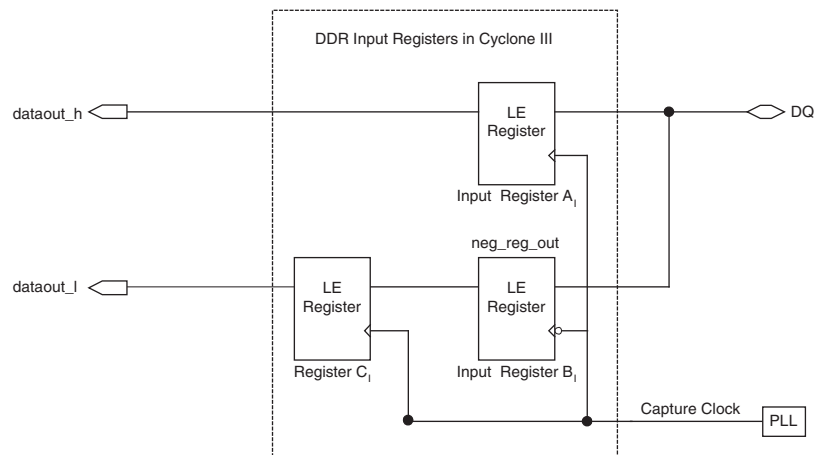 DDR Input Registers in Cyclone III
dataout_h
LE
Register
DQ
Input Register A_I
neg_reg_out
dataout_l
LE
Register
LE
Register
Register C_I
Input Register B_I
Capture Clock
PLL